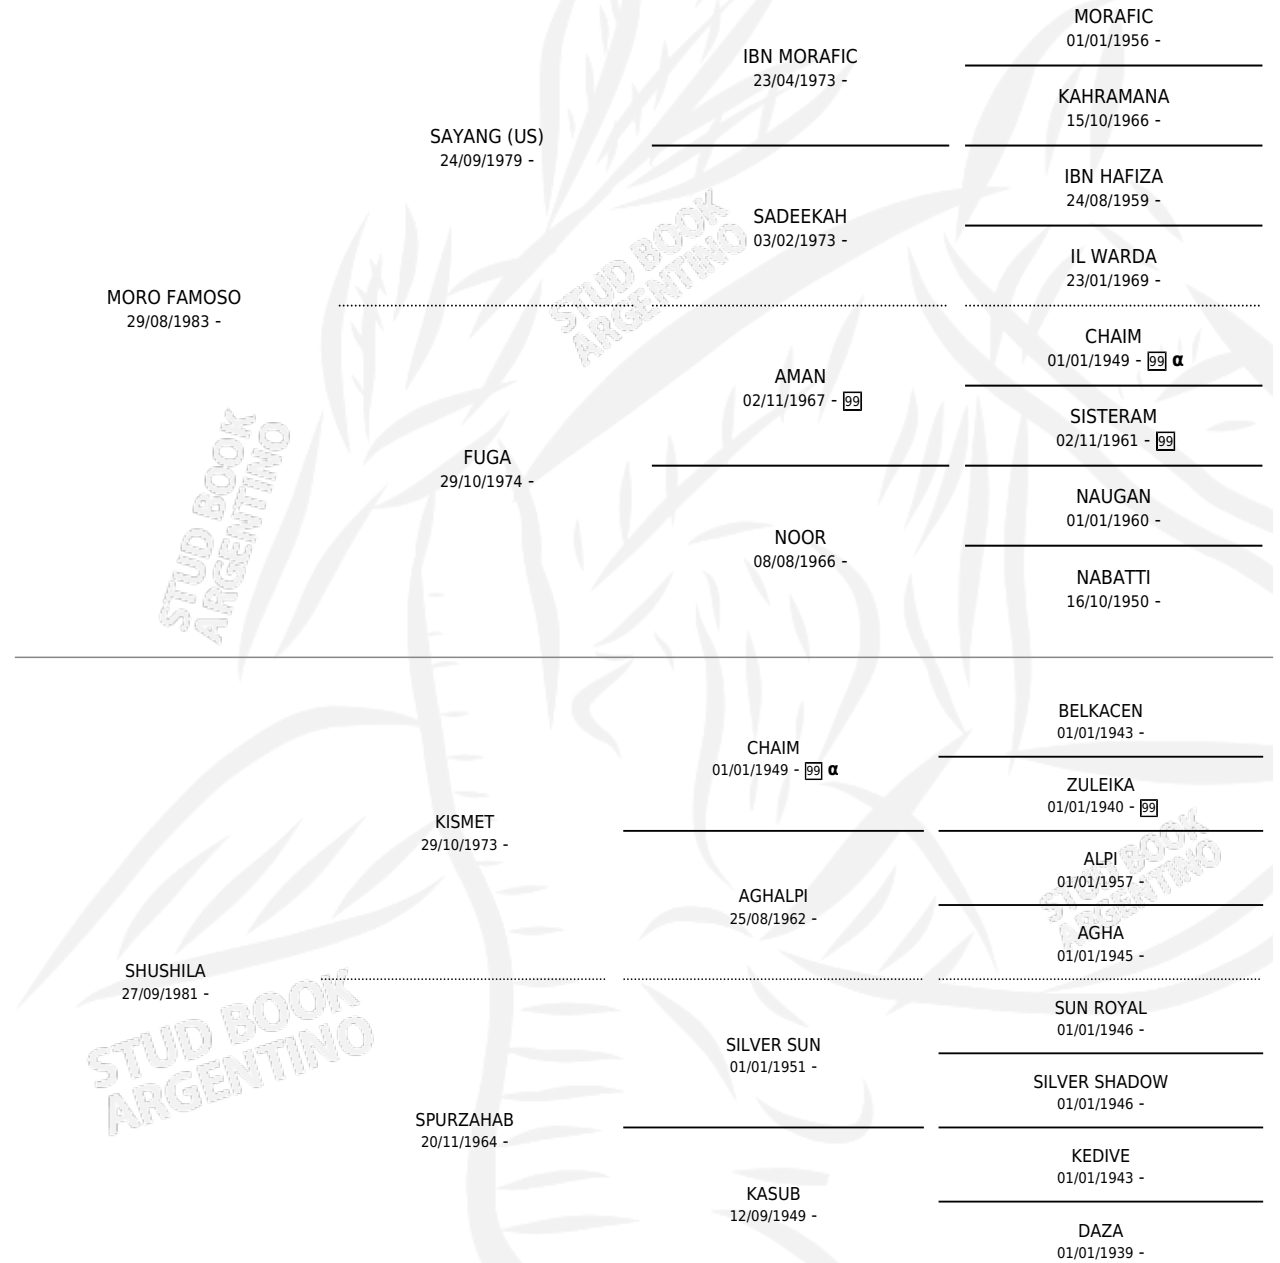 MORAFIC
01/01/1956 -
IBN MORAFIC
23/04/1973 -
KAHRAMANA
15/10/1966 -
SAYANG (US)
24/09/1979 -
IBN HAFIZA
24/08/1959 -
SADEEKAH
03/02/1973 -
IL WARDA
23/01/1969 -
MORO FAMOSO
29/08/1983 -
CHAIM
01/01/1949 - 99 α
AMAN
02/11/1967 - 99
SISTERAM
02/11/1961 - 99
FUGA
29/10/1974 -
NAUGAN
01/01/1960 -
NOOR
08/08/1966 -
NABATTI
16/10/1950 -
STUD BOOK
ARGENTINO
STUD BOOK
ARGENTINO
BELKACEN
01/01/1943 -
CHAIM
01/01/1949 - 99 α
ZULEIKA
01/01/1940 - 99
KISMET
29/10/1973 -
ALPI
01/01/1957 -
AGHALPI
25/08/1962 -
AGHA
01/01/1945 -
SHUSHILA
27/09/1981 -
SUN ROYAL
01/01/1946 -
SILVER SUN
01/01/1951 -
SILVER SHADOW
01/01/1946 -
SPURZAHAB
20/11/1964 -
KEDIVE
01/01/1943 -
KASUB
12/09/1949 -
DAZA
01/01/1939 -
STUD BOOK
ARGENTINO
STUD BOOK
ARGENTINO